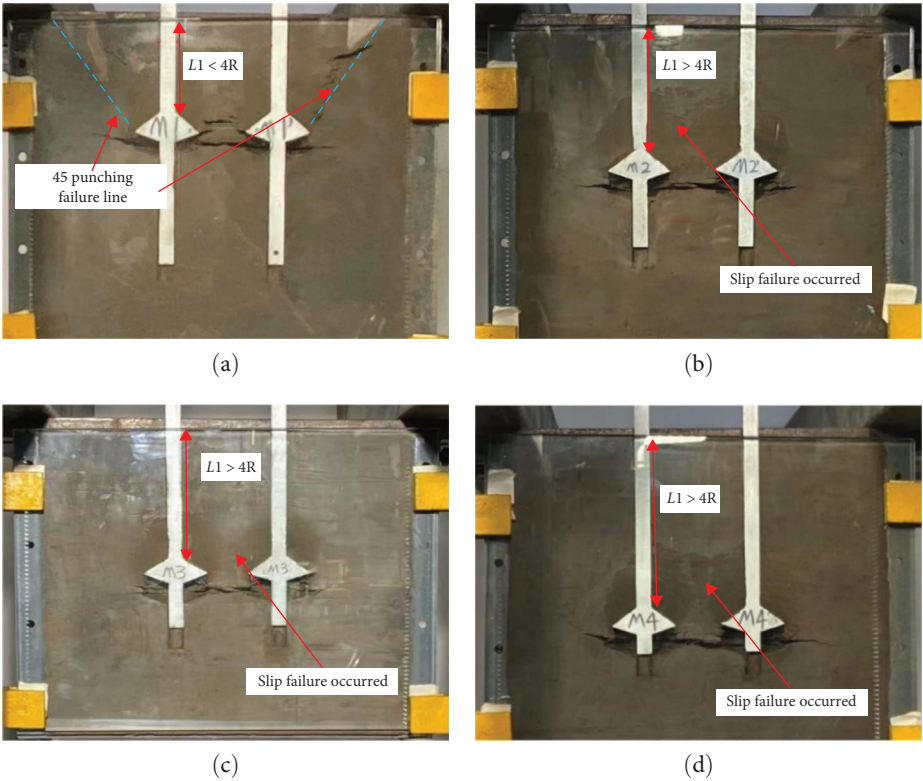 L1 < 4R
M1
M1'
45 punching
failure line
(a)
L1 > 4R
M2
M2'
Slip failure occurred
(b)
L1 > 4R
M3
M3
Slip failure occurred
(c)
L1 > 4R
M4
M4
Slip failure occurred
(d)